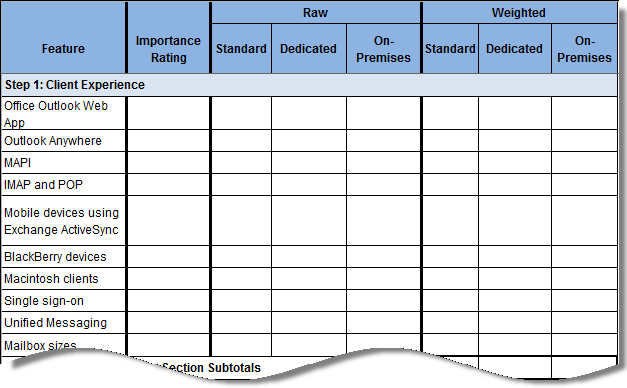 Raw
Weighted
Feature
Importance
Rating
Standard
Dedicated
On-
Premises
Standard
Dedicated
On-
Premises
Step 1: Client Experience
Office Outlook Web
App
Outlook Anywhere
MAPI
IMAP and POP
Mobile devices using
Exchange ActiveSync
BlackBerry devices
Macintosh clients
Single sign-on
Unified Messaging
Mailbox sizes
Section Subtotals